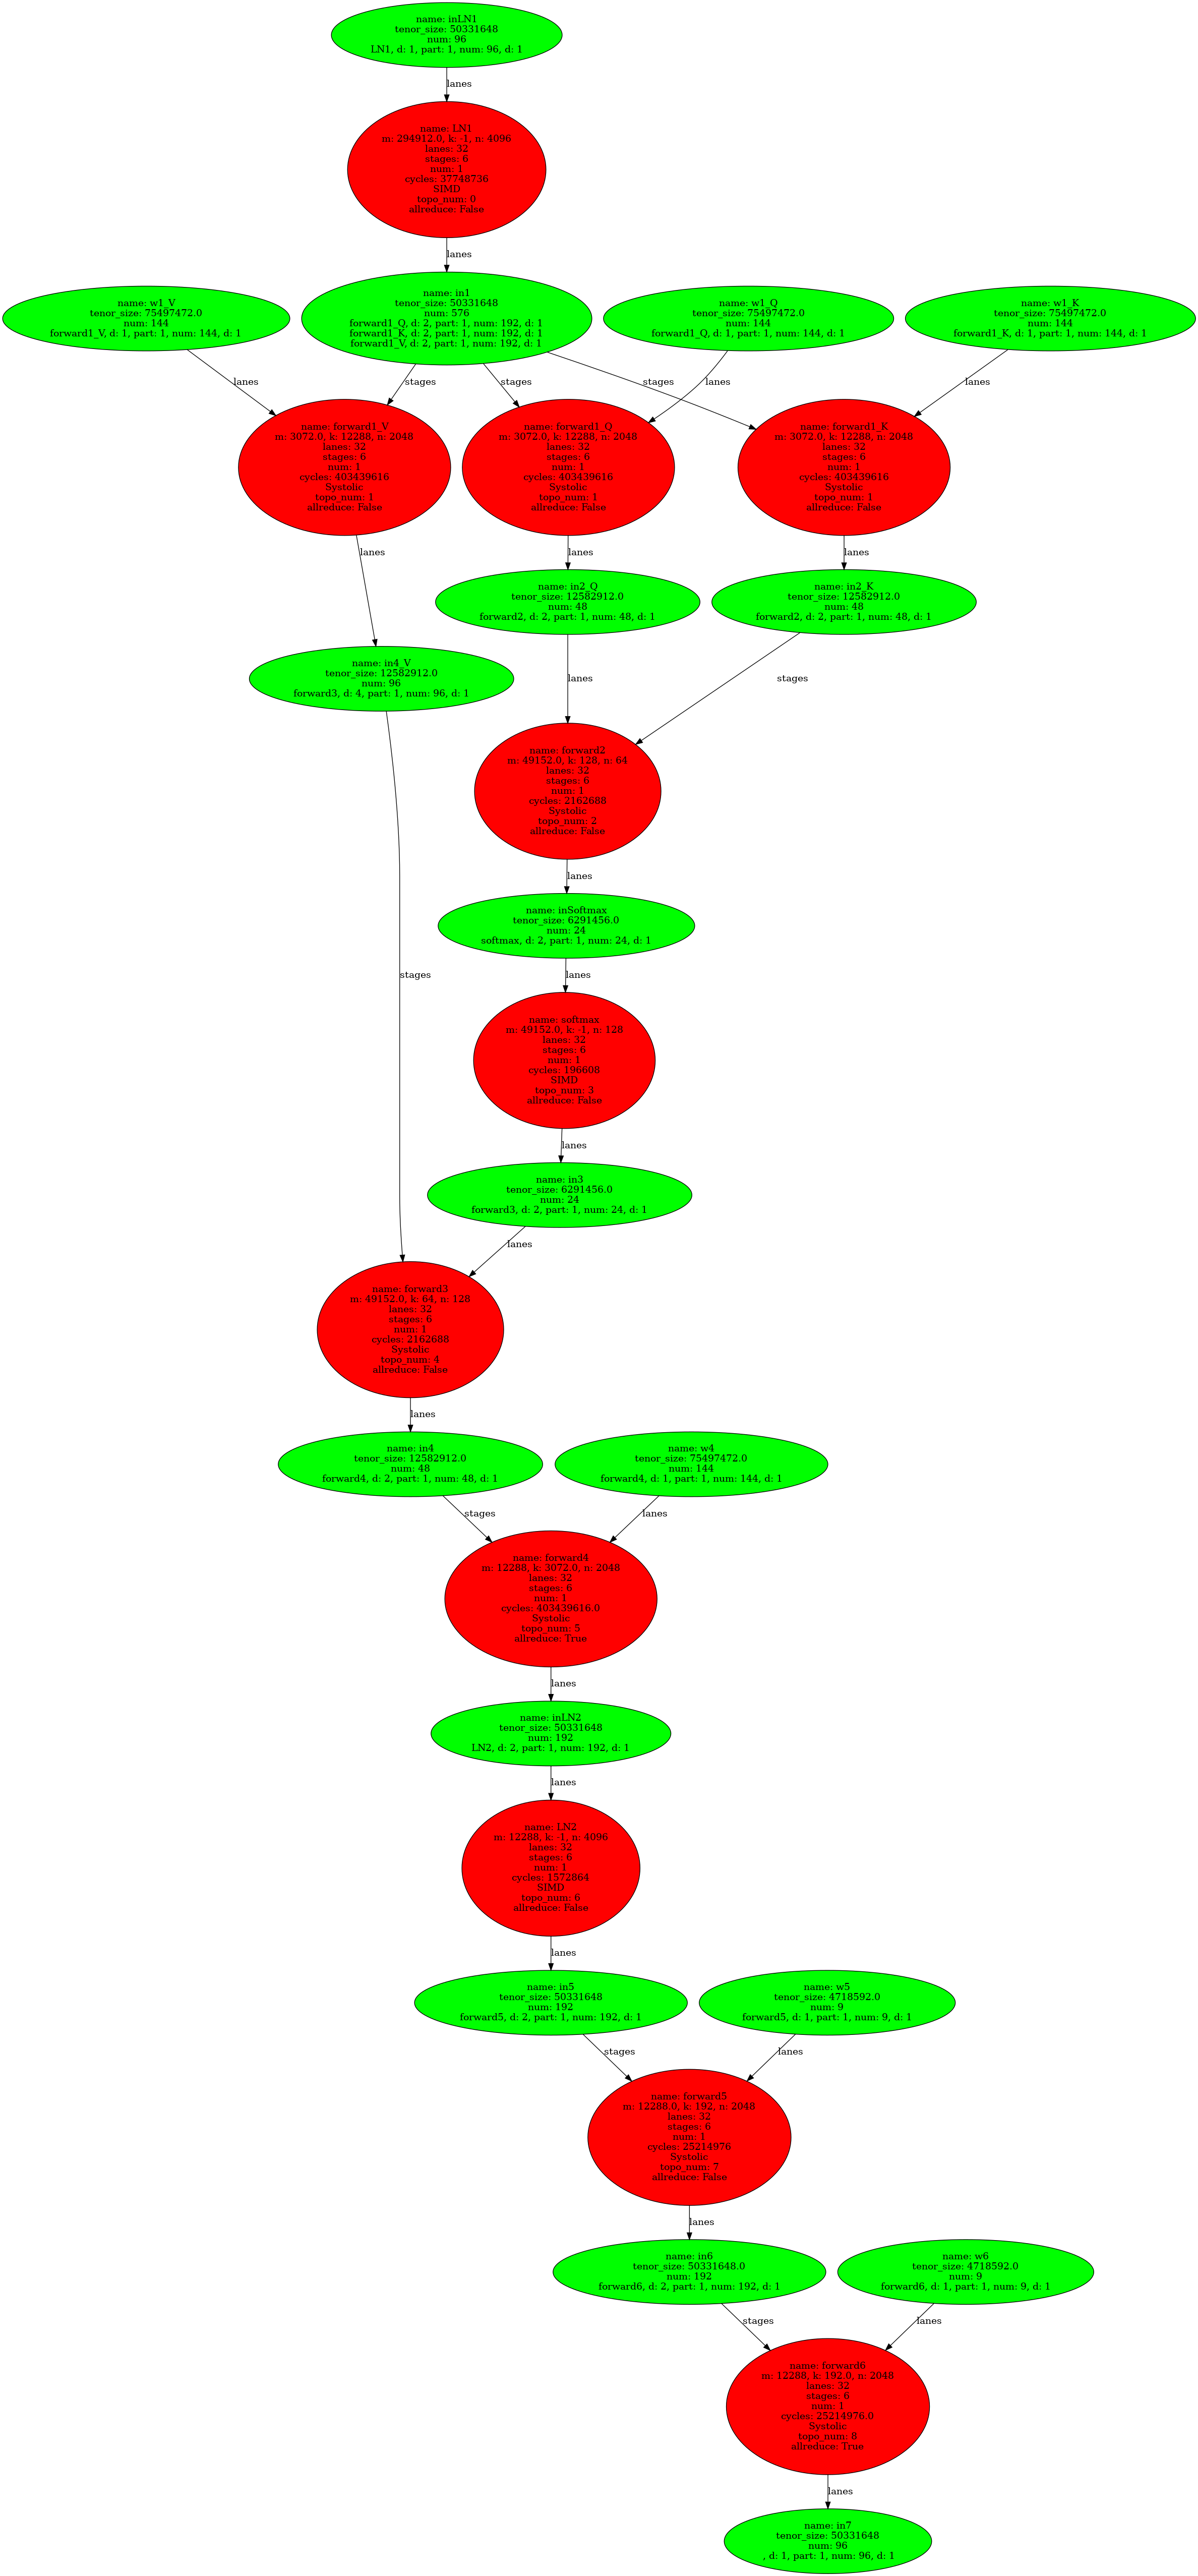 name: inLN1
tenor_size: 50331648
num: 96
LN1, d: 1, part: 1, num: 96, d: 1
lanes
name: LN1
m: 294912.0, k: -1, n: 4096
lanes: 32
stages: 6
num: 1
cycles: 37748736
SIMD
topo_num: 0
allreduce: False
lanes
name: w1_V
tenor_size: 75497472.0
num: 144
forward1_V, d: 1, part: 1, num: 144, d: 1
name: in1
tenor_size: 50331648
num: 576
forward1_Q, d: 2, part: 1, num: 192, d: 1
forward1_K, d: 2, part: 1, num: 192, d: 1
forward1_V, d: 2, part: 1, num: 192, d: 1
name: w1_Q
tenor_size: 75497472.0
num: 144
forward1_Q, d: 1, part: 1, num: 144, d: 1
name: w1_K
tenor_size: 75497472.0
num: 144
forward1_K, d: 1, part: 1, num: 144, d: 1
lanes
stages
stages
stages
lanes
lanes
name: forward1_V
m: 3072.0, k: 12288, n: 2048
lanes: 32
stages: 6
num: 1
cycles: 403439616
Systolic
topo_num: 1
allreduce: False
name: forward1_Q
m: 3072.0, k: 12288, n: 2048
lanes: 32
stages: 6
num: 1
cycles: 403439616
Systolic
topo_num: 1
allreduce: False
name: forward1_K
m: 3072.0, k: 12288, n: 2048
lanes: 32
stages: 6
num: 1
cycles: 403439616
Systolic
topo_num: 1
allreduce: False
lanes
lanes
lanes
name: in2_Q
tenor_size: 12582912.0
num: 48
forward2, d: 2, part: 1, num: 48, d: 1
name: in2_K
tenor_size: 12582912.0
num: 48
forward2, d: 2, part: 1, num: 48, d: 1
name: in4_V
tenor_size: 12582912.0
num: 96
forward3, d: 4, part: 1, num: 96, d: 1
lanes
stages
name: forward2
m: 49152.0, k: 128, n: 64
lanes: 32
stages: 6
num: 1
cycles: 2162688
Systolic
topo_num: 2
allreduce: False
lanes
name: inSoftmax
tenor_size: 6291456.0
num: 24
softmax, d: 2, part: 1, num: 24, d: 1
stages
lanes
name: softmax
m: 49152.0, k: -1, n: 128
lanes: 32
stages: 6
num: 1
cycles: 196608
SIMD
topo_num: 3
allreduce: False
lanes
name: in3
tenor_size: 6291456.0
num: 24
forward3, d: 2, part: 1, num: 24, d: 1
lanes
name: forward3
m: 49152.0, k: 64, n: 128
lanes: 32
stages: 6
num: 1
cycles: 2162688
Systolic
topo_num: 4
allreduce: False
lanes
name: in4
tenor_size: 12582912.0
num: 48
forward4, d: 2, part: 1, num: 48, d: 1
name: w4
tenor_size: 75497472.0
num: 144
forward4, d: 1, part: 1, num: 144, d: 1
stages
lanes
name: forward4
m: 12288, k: 3072.0, n: 2048
lanes: 32
stages: 6
num: 1
cycles: 403439616.0
Systolic
topo_num: 5
allreduce: True
lanes
name: inLN2
tenor_size: 50331648
num: 192
LN2, d: 2, part: 1, num: 192, d: 1
lanes
name: LN2
m: 12288, k: -1, n: 4096
lanes: 32
stages: 6
num: 1
cycles: 1572864
SIMD
topo_num: 6
allreduce: False
lanes
name: in5
tenor_size: 50331648
num: 192
forward5, d: 2, part: 1, num: 192, d: 1
name: w5
tenor_size: 4718592.0
num: 9
forward5, d: 1, part: 1, num: 9, d: 1
stages
lanes
name: forward5
m: 12288.0, k: 192, n: 2048
lanes: 32
stages: 6
num: 1
cycles: 25214976
Systolic
topo_num: 7
allreduce: False
lanes
name: in6
tenor_size: 50331648.0
num: 192
forward6, d: 2, part: 1, num: 192, d: 1
name: w6
tenor_size: 4718592.0
num: 9
forward6, d: 1, part: 1, num: 9, d: 1
stages
lanes
name: forward6
m: 12288, k: 192.0, n: 2048
lanes: 32
stages: 6
num: 1
cycles: 25214976.0
Systolic
topo_num: 8
allreduce: True
lanes
name: in7
tenor_size: 50331648
num: 96
, d: 1, part: 1, num: 96, d: 1